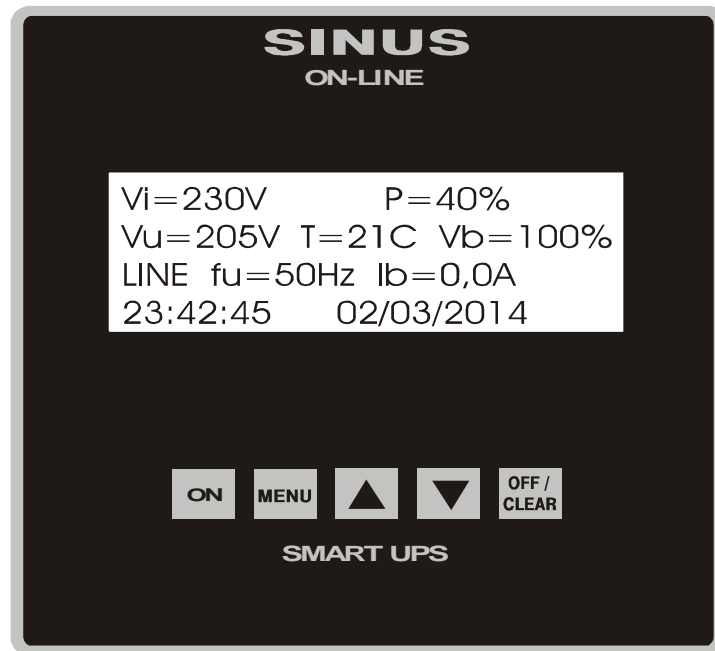 SINUS
ON-LINE
Vi=230V P=40%
Vu=205V T=21C Vb=100%
LINE fu=50Hz Ib=0,0A
23:42:45 02/03/2014
ON MENU ▲ ▼ OFF / CLEAR
SMART UPS